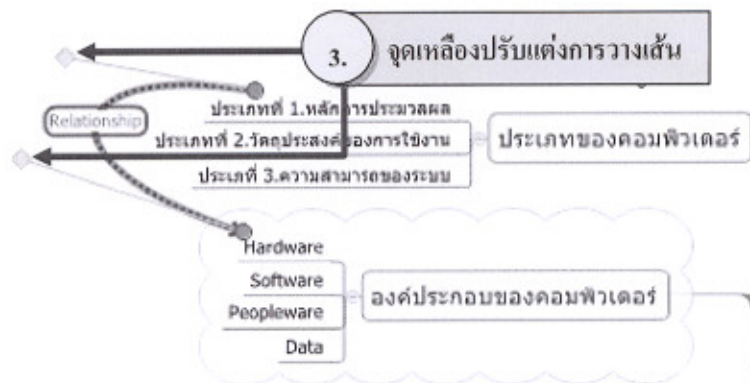 3. จุดเหลืองปรับแต่งการวางเส้น
Relationship
ประเภทที่ 1.หลักการประมวลผล
ประเภทที่ 2.วัตถุประสงค์ของการใช้งาน
ประเภที่ 3.ความสามารถของระบบ
ประเภทของคอมพิวเตอร์
Hardware
Software
Peopleware
Data
องค์ประกอบของคอมพิวเตอร์